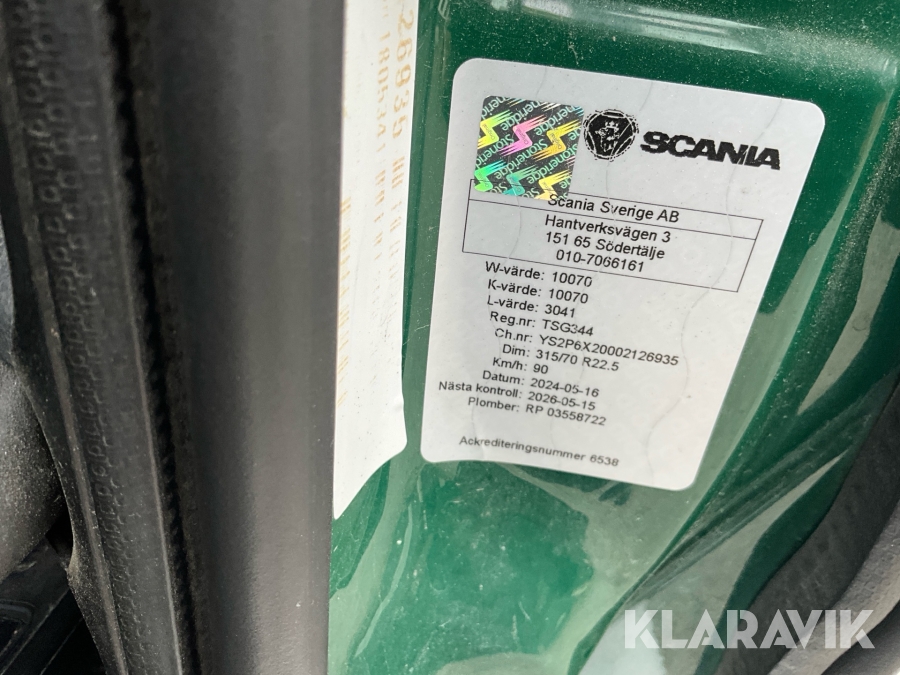 Stoneridge
SCANIA
Scania Sverige AB
Hantverksvägen 3
151 65 Södertälje
010-7066161
W-värde: 10070
K-värde: 10070
L-värde: 3041
Reg.nr: TSG344
Ch.nr: YS2P6X20002126935
Dim: 315/70 R22.5
Km/h: 90
Datum: 2024-05-16
Nästa kontroll: 2026-05-15
Plomber: RP 03558722
Ackrediteringsnummer 6538
KLARAVIK